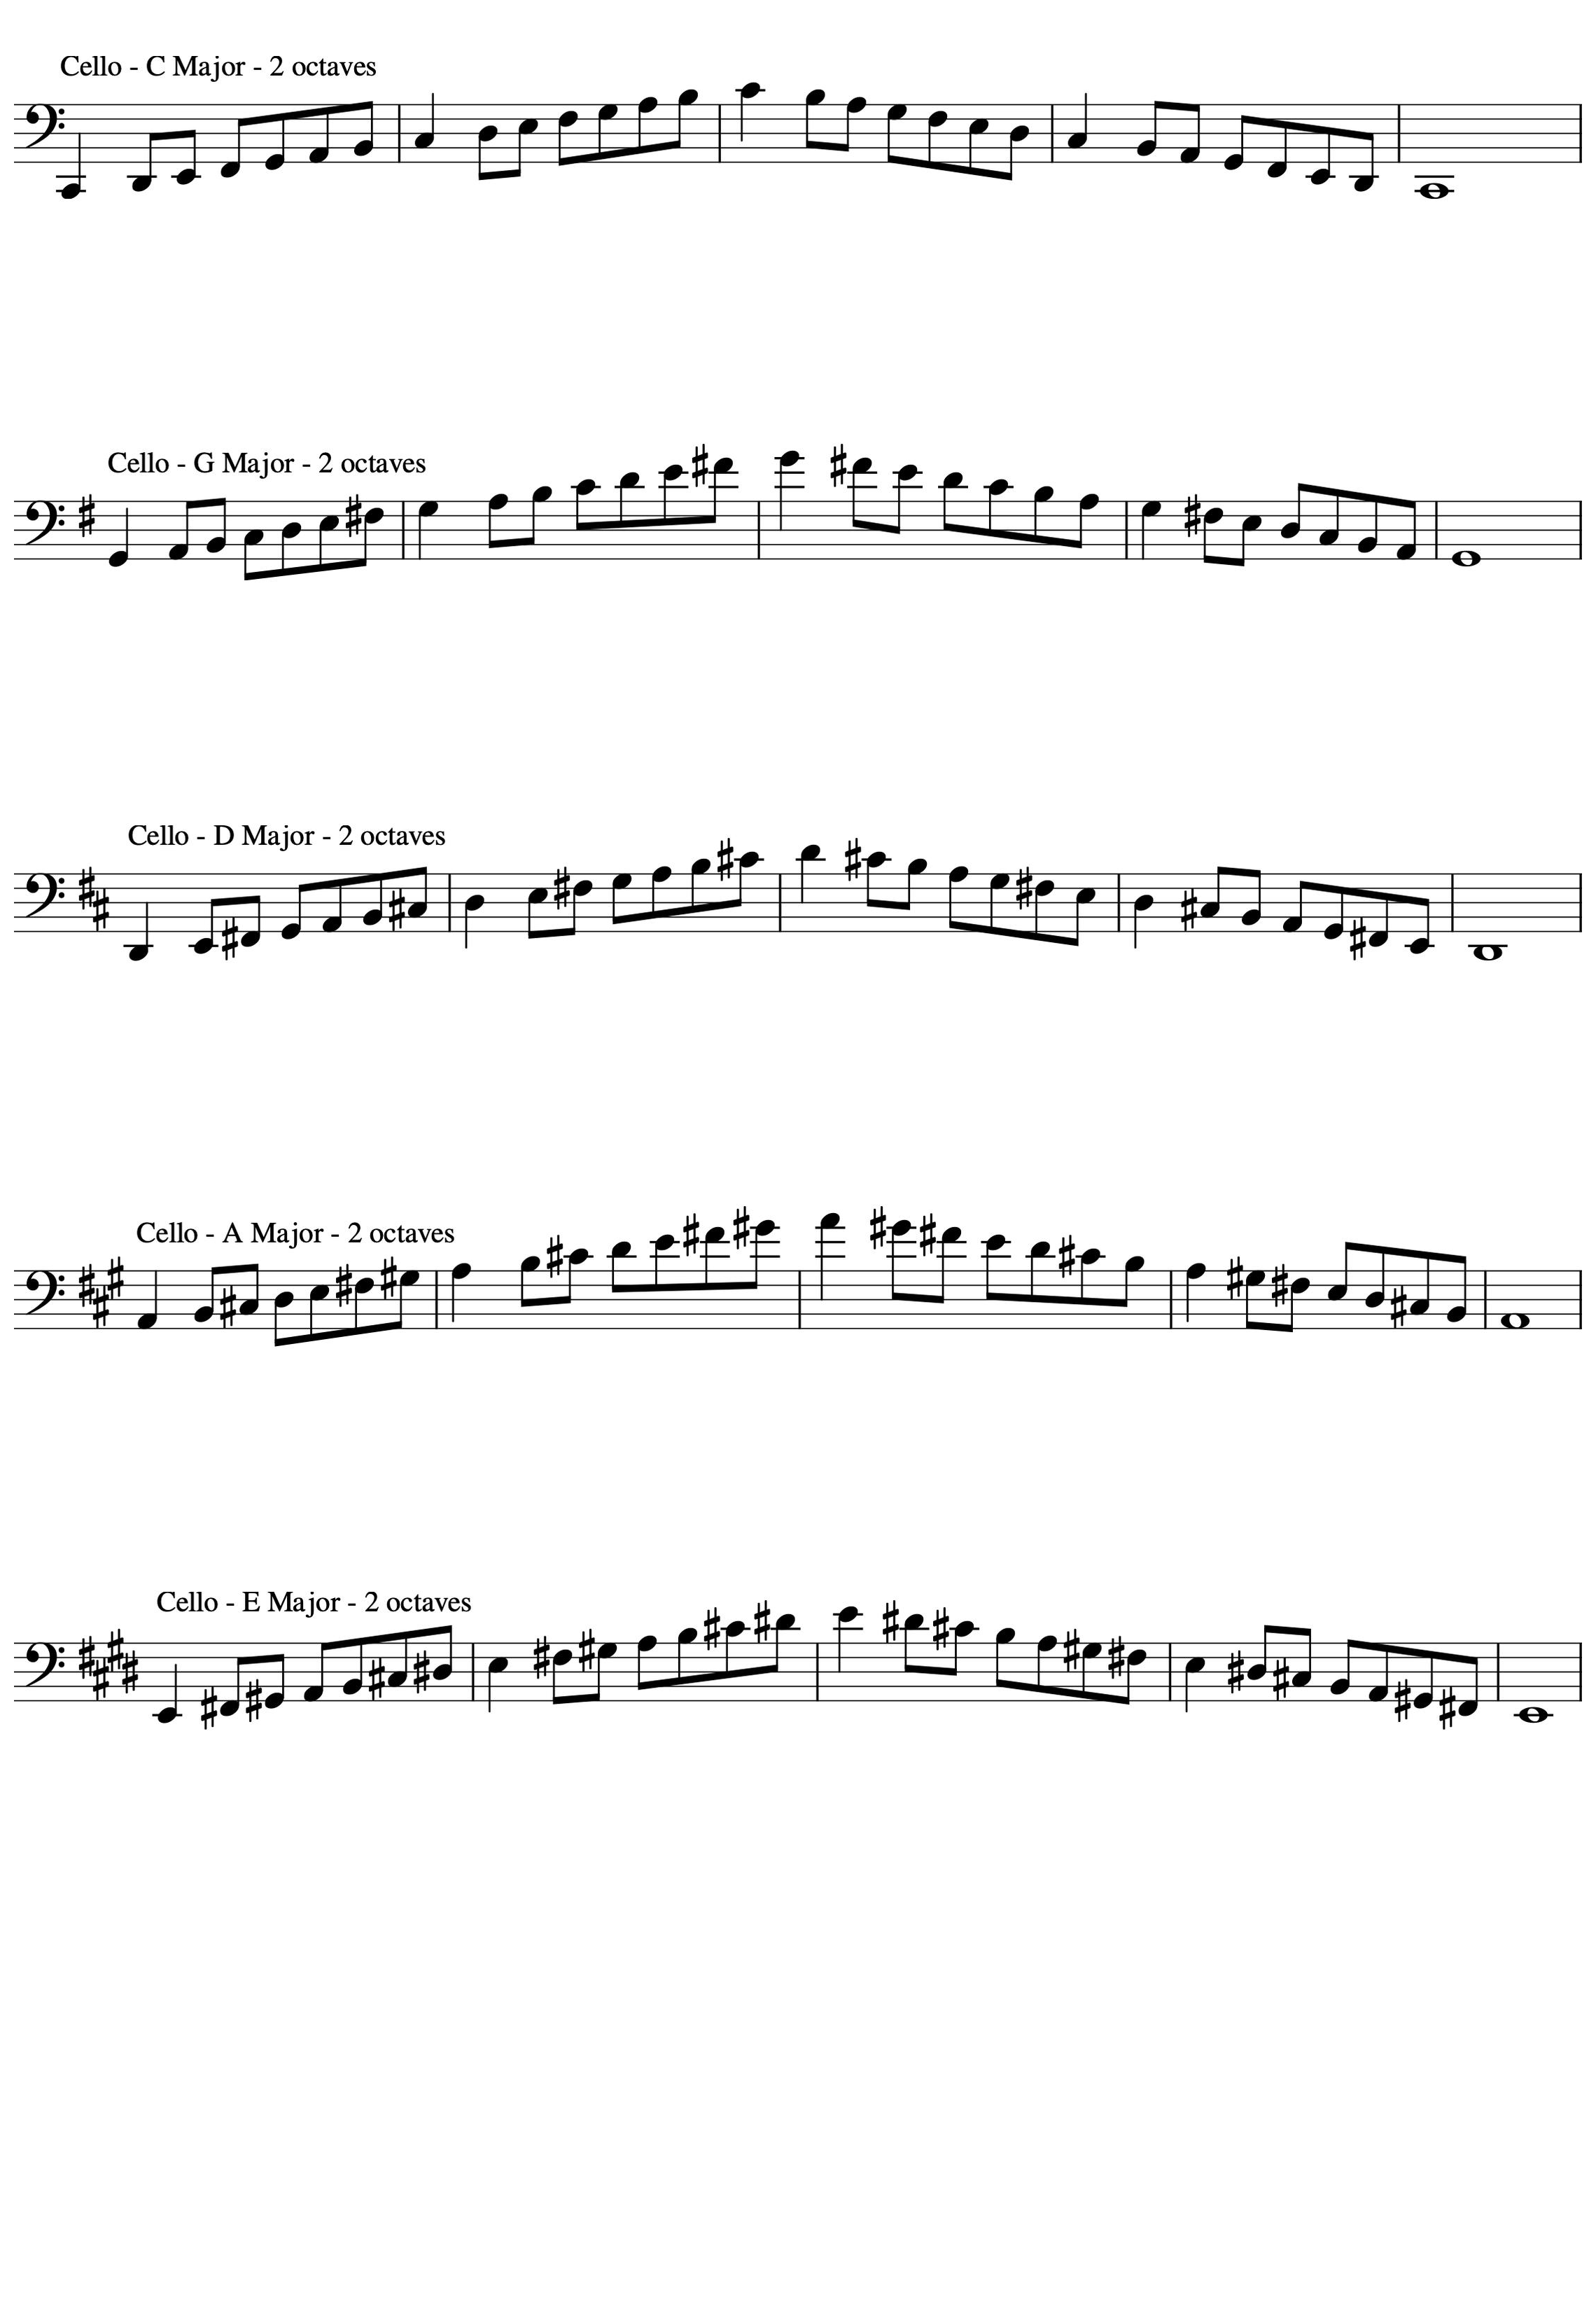 Cello - C Major - 2 octaves
Cello - G Major - 2 octaves
Cello - D Major - 2 octaves
Cello - A Major - 2 octaves
Cello - E Major - 2 octaves